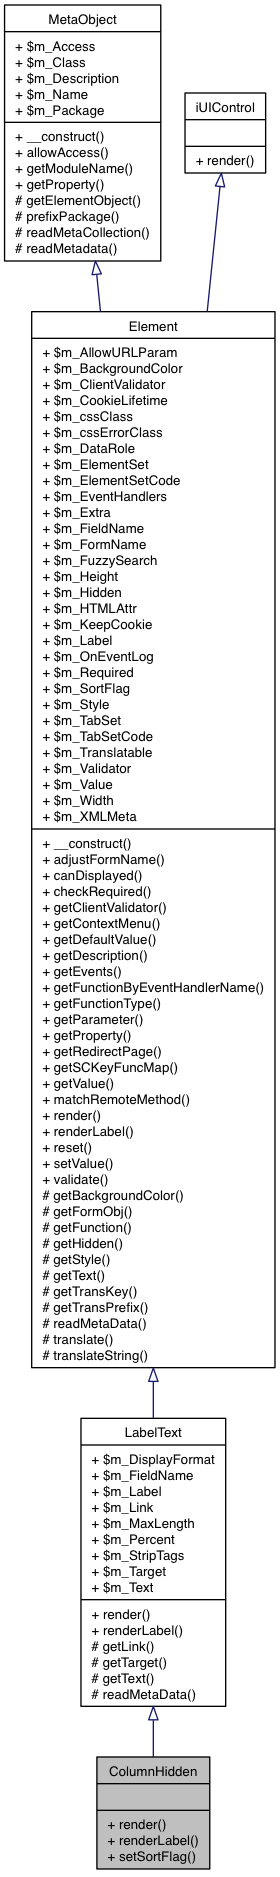 MetaObject
+ $m_Access
+ $m_Class
+ $m_Description
+ $m_Name
+ $m_Package
+ __construct()
+ allowAccess()
+ getModuleName()
+ getProperty()
# getElementObject()
# prefixPackage()
# readMetaCollection()
# readMetadata()
iUIControl
+ render()
Element
+ $m_AllowURLParam
+ $m_BackgroundColor
+ $m_ClientValidator
+ $m_CookieLifetime
+ $m_cssClass
+ $m_cssErrorClass
+ $m_DataRole
+ $m_ElementSet
+ $m_ElementSetCode
+ $m_EventHandlers
+ $m_Extra
+ $m_FieldName
+ $m_FormName
+ $m_FuzzySearch
+ $m_Height
+ $m_Hidden
+ $m_HTMLAttr
+ $m_KeepCookie
+ $m_Label
+ $m_OnEventLog
+ $m_Required
+ $m_SortFlag
+ $m_Style
+ $m_TabSet
+ $m_TabSetCode
+ $m_Translatable
+ $m_Validator
+ $m_Value
+ $m_Width
+ $m_XMLMeta
+ __construct()
+ adjustFormName()
+ canDisplayed()
+ checkRequired()
+ getClientValidator()
+ getContextMenu()
+ getDefaultValue()
+ getDescription()
+ getEvents()
+ getFunctionByEventHandlerName()
+ getFunctionType()
+ getParameter()
+ getProperty()
+ getRedirectPage()
+ getSCKeyFuncMap()
+ getValue()
+ matchRemoteMethod()
+ render()
+ renderLabel()
+ reset()
+ setValue()
+ validate()
# getBackgroundColor()
# getFormObj()
# getFunction()
# getHidden()
# getStyle()
# getText()
# getTransKey()
# getTransPrefix()
# readMetaData()
# translate()
# translateString()
LabelText
+ $m_DisplayFormat
+ $m_FieldName
+ $m_Label
+ $m_Link
+ $m_MaxLength
+ $m_Percent
+ $m_StripTags
+ $m_Target
+ $m_Text
+ render()
+ renderLabel()
# getLink()
# getTarget()
# getText()
# readMetaData()
ColumnHidden
+ render()
+ renderLabel()
+ setSortFlag()